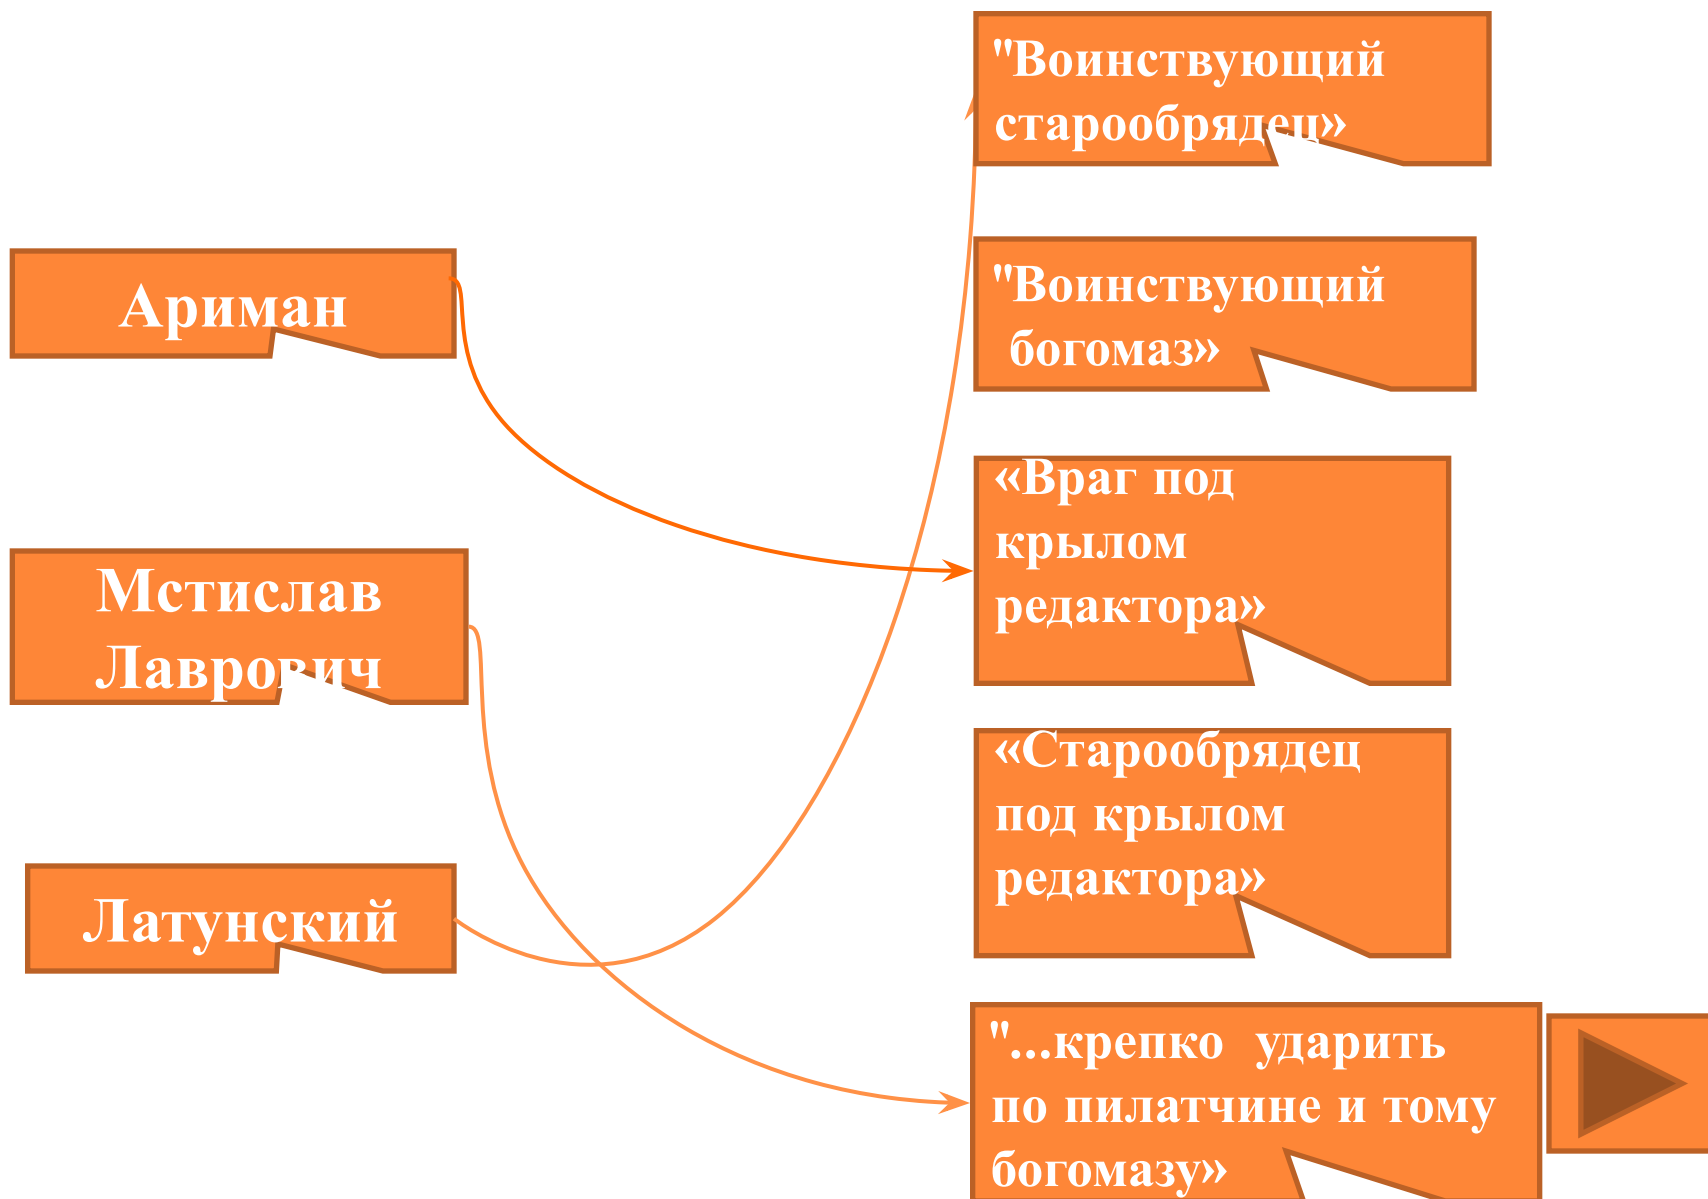 Ариман
Мстислав
Лаврович
Латунский
"Воинствующий
старообрядец»
"Воинствующий
богомаз»
«Враг под
крылом
редактора»
«Старообрядец
под крылом
редактора»
"...крепко ударить
по пилатчине и тому
богомазу»